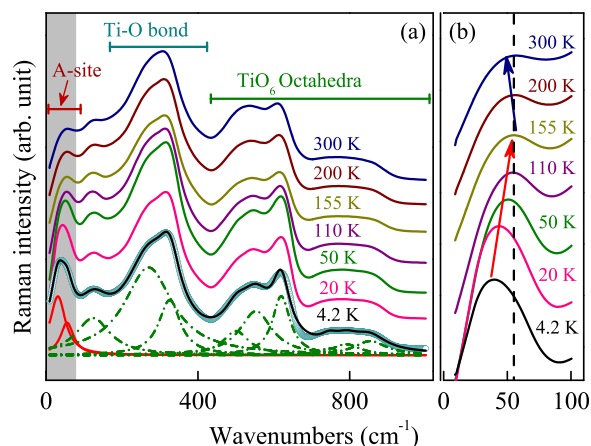 Ti-O bond (a)
A-site
TiO6 Octahedra
300 K
200 K
155 K
110 K
50 K
20 K
4.2 K
Raman intensity (arb. unit)
0 400 800
Wavenumbers (cm-1)
(b)
300 K
200 K
155 K
110 K
50 K
20 K
4.2 K
0 50 100